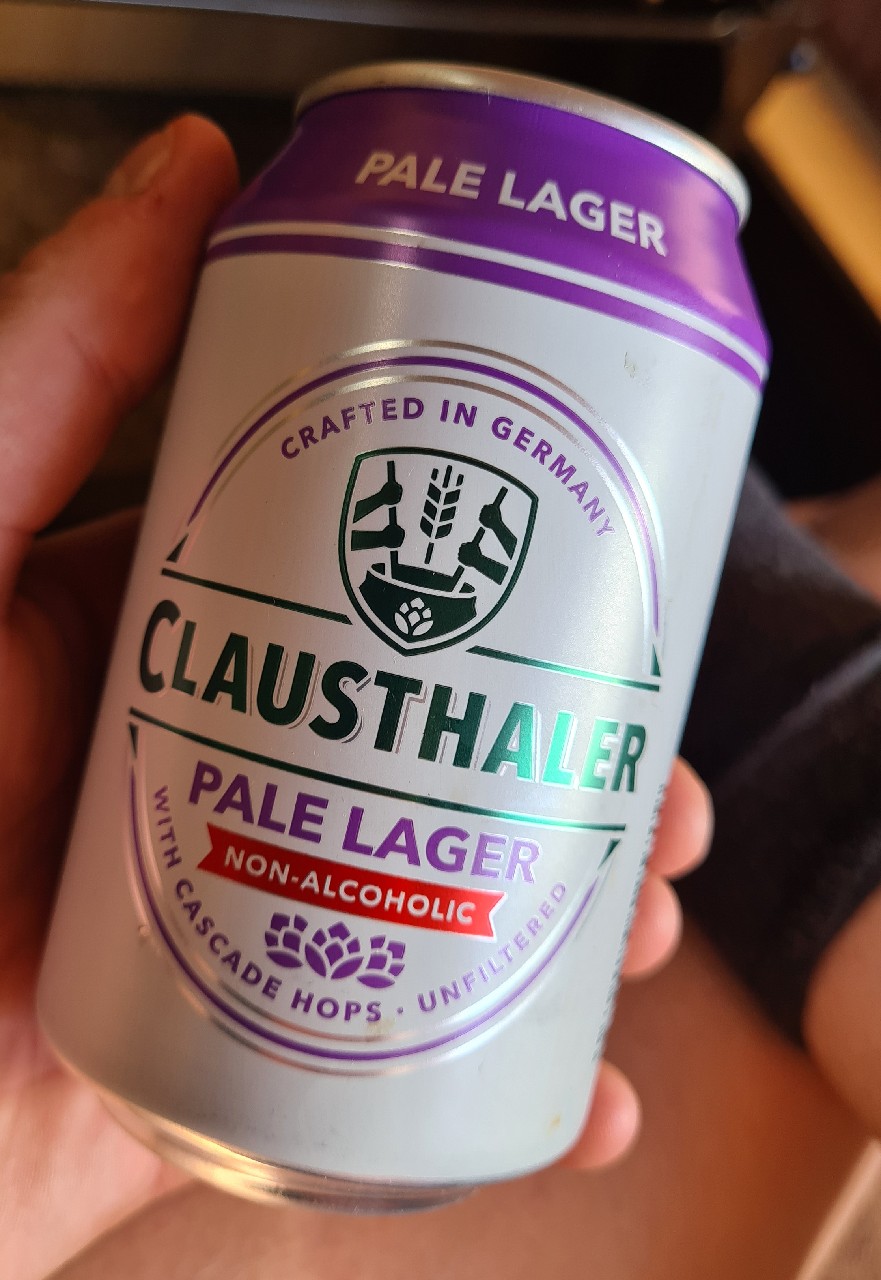 PALE LAGER
CRAFTED IN GERMANY
CLAUSTHALER
PALE LAGER
NON-ALCOHOLIC
WITH CASCADE HOPS · UNFILTERED